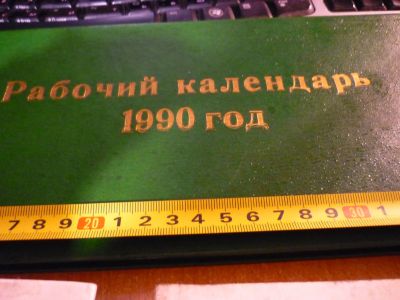 Рабочий календарь
1990 год
7 8 9 20 1 2 3 4 5 6 7 8 9 30 1